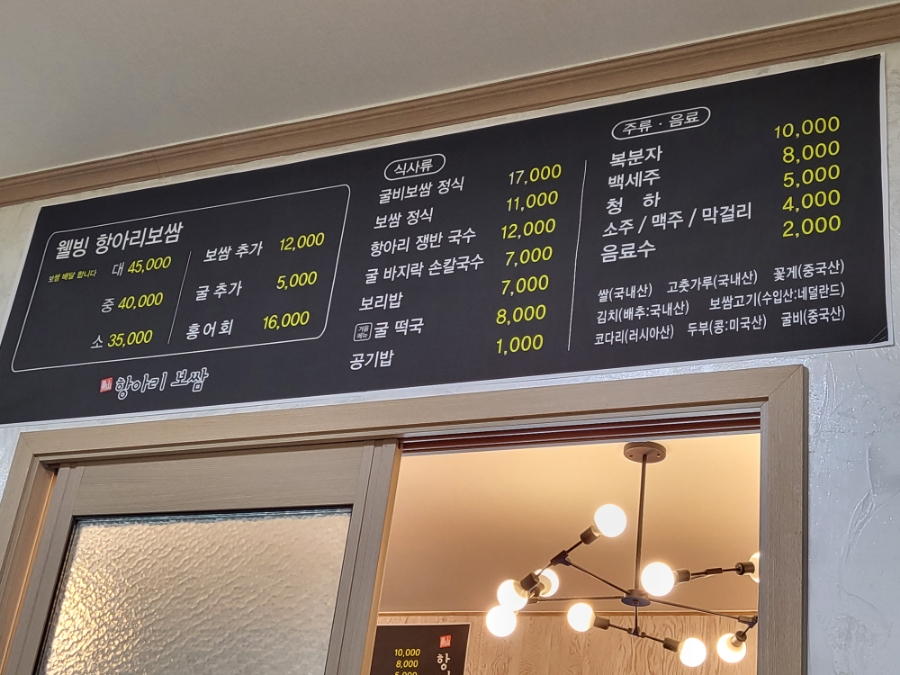 웰빙 항아리보쌈
보쌈 배달 합니다
대 45,000
중 40,000
소 35,000
보쌈 추가 12,000
굴 추가 5,000
홍어회 16,000
항아리 보쌈
식사류
굴비보쌈 정식 17,000
보쌈 정식 11,000
항아리 쟁반 국수 12,000
굴 바지락 손칼국수 7,000
보리밥 7,000
겨울메뉴 굴 떡국 8,000
공기밥 1,000
주류 · 음료
복분자 10,000
백세주 8,000
청 하 5,000
소주 / 맥주 / 막걸리 4,000
음료수 2,000
쌀(국내산) 고춧가루(국내산) 꽃게(중국산)
김치(배추:국내산) 보쌈고기(수입산:네덜란드)
코다리(러시아산) 두부(콩:미국산) 굴비(중국산)
10,000
8,000
항